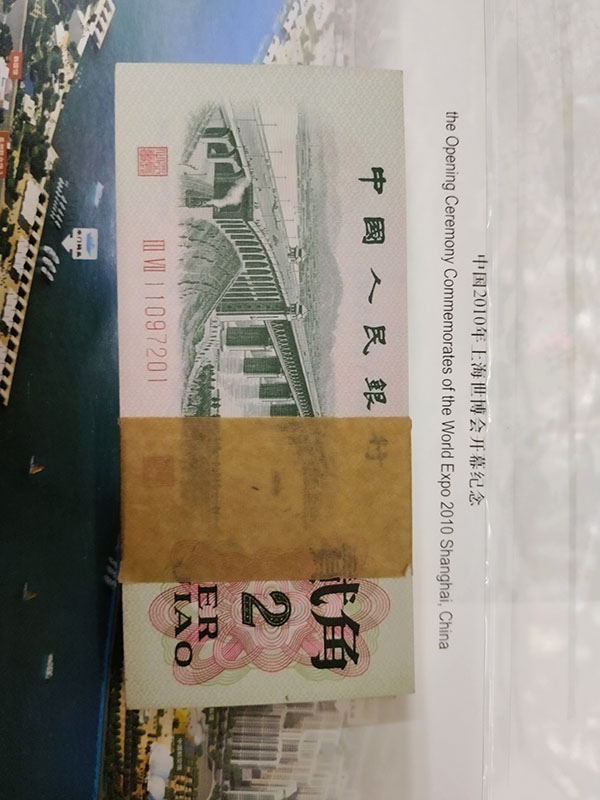 中國人民銀行
III VII 11097201
貳角
2
ER
JIAO
中国2010年上海世博会开幕纪念
the Opening Ceremony Commemorates of the World Expo 2010 Shanghai, China